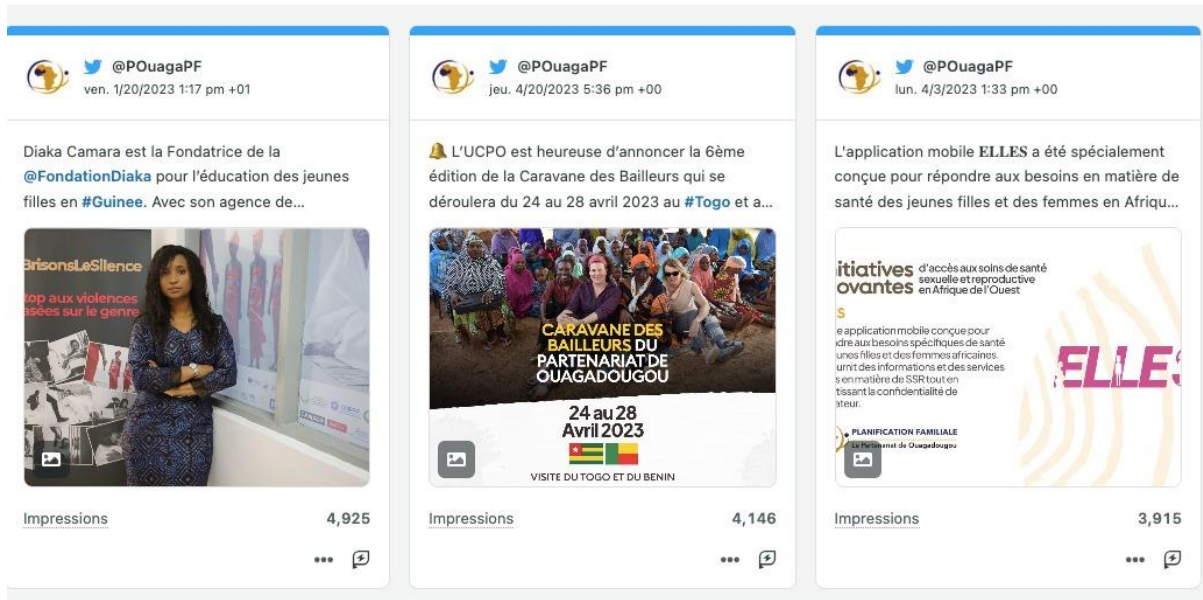 @POuagaPF
ven. 1/20/2023 1:17 pm +01
Diaka Camara est la Fondatrice de la
@FondationDiaka pour l'éducation des jeunes
filles en #Guinee. Avec son agence de...
BrisonsLeSilence
top aux violences
asées sur le genre
Impressions 4,925
@POuagaPF
jeu. 4/20/2023 5:36 pm +00
🔔 L'UCPO est heureuse d'annoncer la 6ème
édition de la Caravane des Bailleurs qui se
déroulera du 24 au 28 avril 2023 au #Togo et a...
CARAVANE DES
BAILLEURS DU
PARTENARIAT DE
OUAGADOUGOU
24 au 28
Avril 2023
VISITE DU TOGO ET DU BENIN
Impressions 4,146
@POuagaPF
lun. 4/3/2023 1:33 pm +00
L'application mobile 𝐄𝐋𝐋𝐄𝐒 a été spécialement
conçue pour répondre aux besoins en matière de
santé des jeunes filles et des femmes en Afriqu...
itiatives d'accès aux soins de santé
ovantes sexuelle et reproductive
en Afrique de l'Ouest
S
e application mobile conçue pour
dre aux besoins spécifiques de santé
unes filles et des femmes africaines.
urnit des informations et des services
s en matière de SSR tout en
tissant la confidentialité de
ateur.
ELLES
PLANIFICATION FAMILIALE
Le Partenariat de Ouagadougou
Impressions 3,915